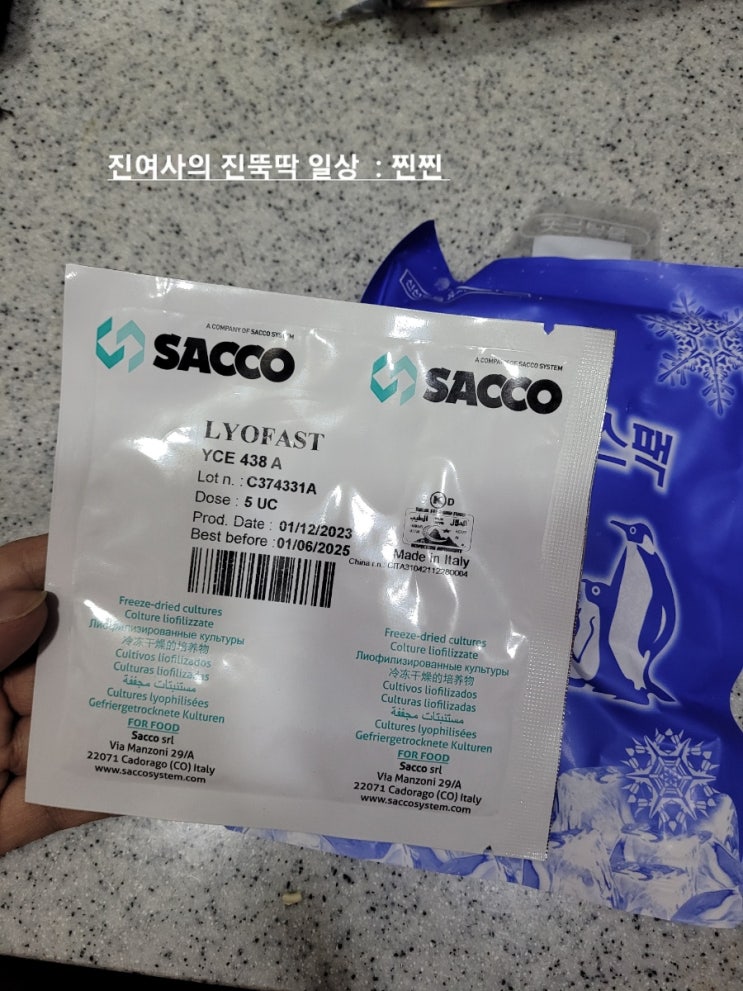 진여사의 진뚝딱 일상 : 찐찐
A COMPANY OF SACCO SYSTEM
SACCO
A COMPANY OF SACCO SYSTEM
SACCO
LYOFAST
YCE 438 A
Lot n. : C374331A
Dose : 5 UC
Prod. Date : 01/12/2023
Best before : 01/06/2025
K D
Made in Italy
Freeze-dried cultures
Colture liofilizzate
Лиофилизированные культуры
冷冻干燥的培养物
Cultivos liofilizados
Culturas liofilizadas
مستنبتات مجففة
Cultures lyophilisées
Gefriergetrocknete Kulturen
FOR FOOD
Sacco srl
Via Manzoni 29/A
22071 Cadorago (CO) Italy
www.saccosystem.com
Freeze-dried cultures
Colture liofilizzate
Лиофилизированные культуры
冷冻干燥的培养物
Cultivos liofilizados
Culturas liofilizadas
مستنبتات مجففة
Cultures lyophilisées
Gefriergetrocknete Kulturen
FOR FOOD
Sacco srl
Via Manzoni 29/A
22071 Cadorago (CO) Italy
www.saccosystem.com